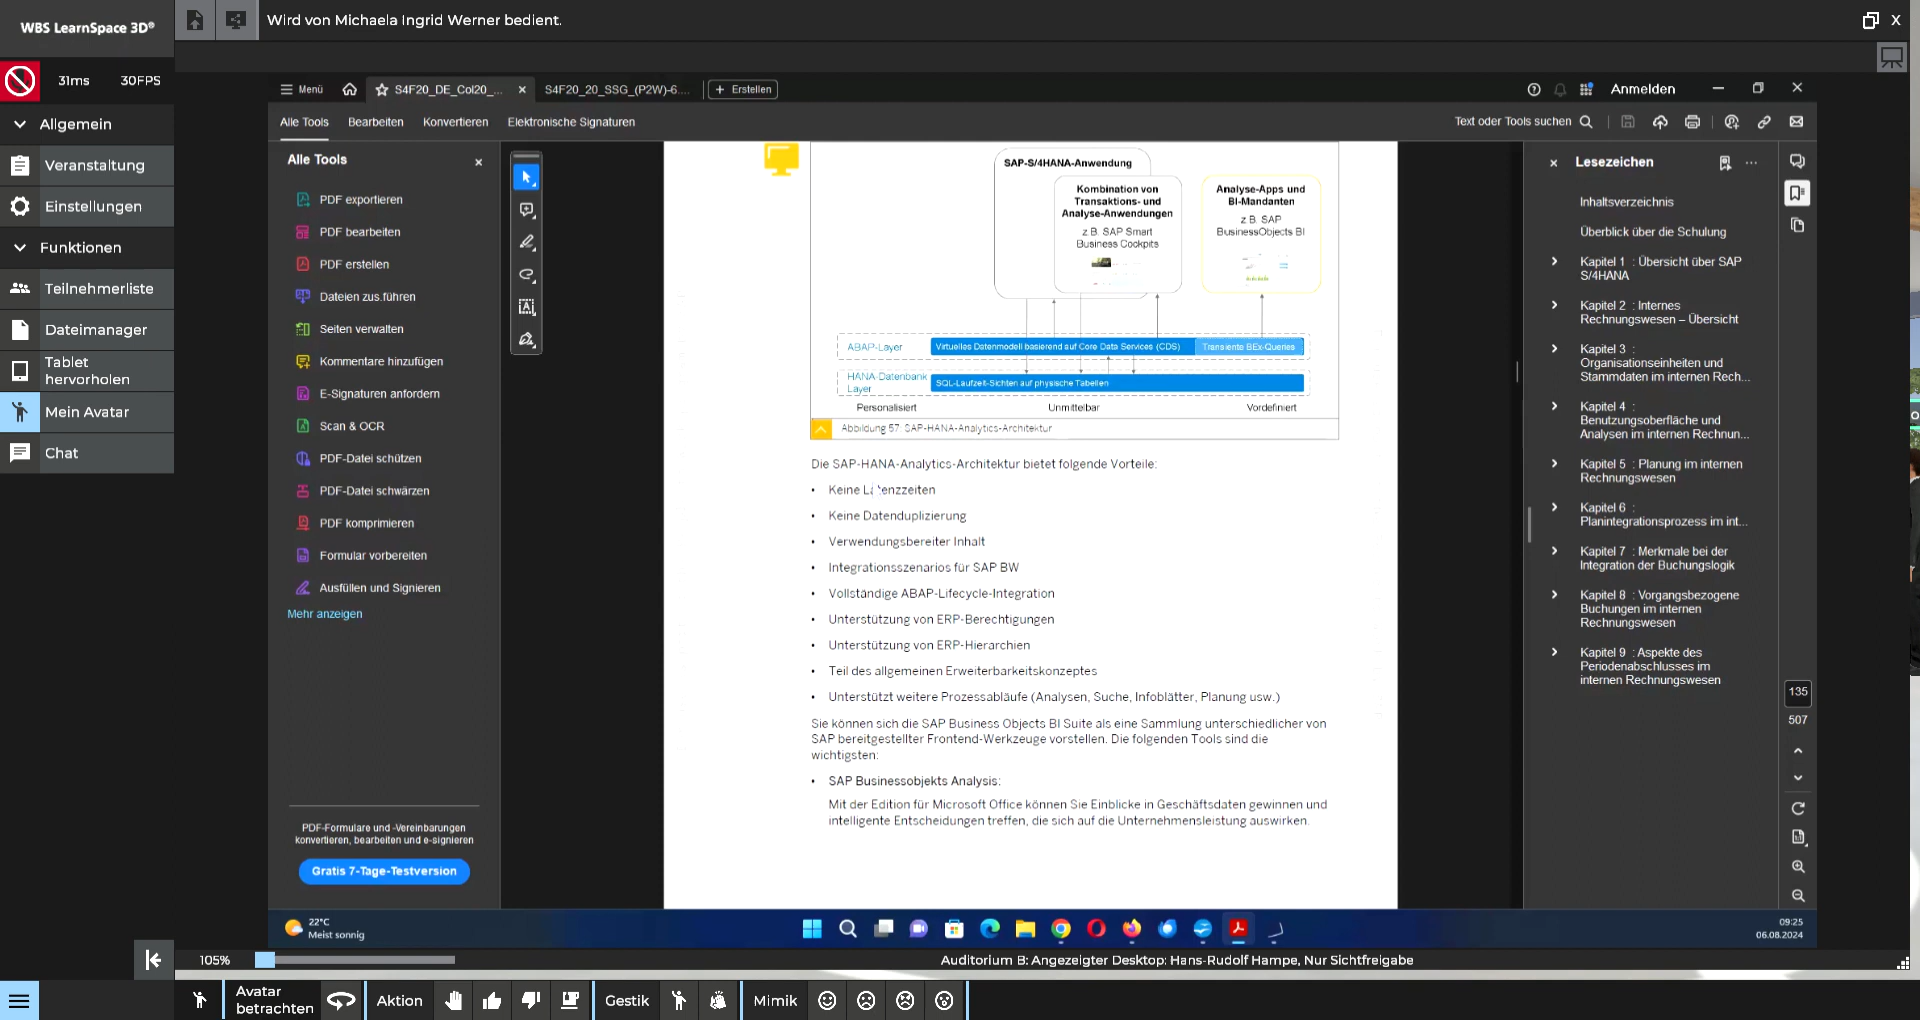 WBS LearnSpace 3D®
Wird von Michaela Ingrid Werner bedient.
X
31ms 30FPS
Allgemein
Veranstaltung
Einstellungen
Funktionen
Teilnehmerliste
Dateimanager
Tablet
hervorholen
Mein Avatar
Chat
Menü
S4F20_DE_Col20_...
S4F20_20_SSG_(P2W)-6....
+ Erstellen
Anmelden
Alle Tools Bearbeiten Konvertieren Elektronische Signaturen
Text oder Tools suchen
Alle Tools
PDF exportieren
PDF bearbeiten
PDF erstellen
Dateien zus.führen
Seiten verwalten
Kommentare hinzufügen
E-Signaturen anfordern
Scan & OCR
PDF-Datei schützen
PDF-Datei schwärzen
PDF komprimieren
Formular vorbereiten
Ausfüllen und Signieren
Mehr anzeigen
PDF-Formulare und -Vereinbarungen
konvertieren, bearbeiten und e-signieren
Gratis 7-Tage-Testversion
SAP-S/4HANA-Anwendung
Kombination von
Transaktions- und
Analyse-Anwendungen
z.B. SAP Smart
Business Cockpits
Analyse-Apps und
BI-Mandanten
z.B. SAP
BusinessObjects BI
ABAP-Layer
Virtuelles Datenmodell basierend auf Core Data Services (CDS)
Transiente BEx-Queries
HANA-Datenbank
Layer
SQL-Laufzeit-Sichten auf physische Tabellen
Personalisiert Unmittelbar Vordefiniert
Abbildung 57: SAP-HANA-Analytics-Architektur
Die SAP-HANA-Analytics-Architektur bietet folgende Vorteile:
• Keine Latenzzeiten
• Keine Datenduplizierung
• Verwendungsbereiter Inhalt
• Integrationsszenarios für SAP BW
• Vollständige ABAP-Lifecycle-Integration
• Unterstützung von ERP-Berechtigungen
• Unterstützung von ERP-Hierarchien
• Teil des allgemeinen Erweiterbarkeitskonzeptes
• Unterstützt weitere Prozessabläufe (Analysen, Suche, Infoblätter, Planung usw.)
Sie können sich die SAP Business Objects BI Suite als eine Sammlung unterschiedlicher von
SAP bereitgestellter Frontend-Werkzeuge vorstellen. Die folgenden Tools sind die
wichtigsten:
• SAP Businessobjekts Analysis:
Mit der Edition für Microsoft Office können Sie Einblicke in Geschäftsdaten gewinnen und
intelligente Entscheidungen treffen, die sich auf die Unternehmensleistung auswirken.
Lesezeichen
Inhaltsverzeichnis
Überblick über die Schulung
Kapitel 1 : Übersicht über SAP
S/4HANA
Kapitel 2 : Internes
Rechnungswesen – Übersicht
Kapitel 3 :
Organisationseinheiten und
Stammdaten im internen Rech...
Kapitel 4 :
Benutzungsoberfläche und
Analysen im internen Rechnun...
Kapitel 5 : Planung im internen
Rechnungswesen
Kapitel 6 :
Planintegrationsprozess im int...
Kapitel 7 : Merkmale bei der
Integration der Buchungslogik
Kapitel 8 : Vorgangsbezogene
Buchungen im internen
Rechnungswesen
Kapitel 9 : Aspekte des
Periodenabschlusses im
internen Rechnungswesen
135
507
22°C
Meist sonnig
09:25
06.08.2024
105%
Auditorium B: Angezeigter Desktop: Hans-Rudolf Hampe, Nur Sichtfreigabe
Avatar
betrachten
Aktion
Gestik
Mimik